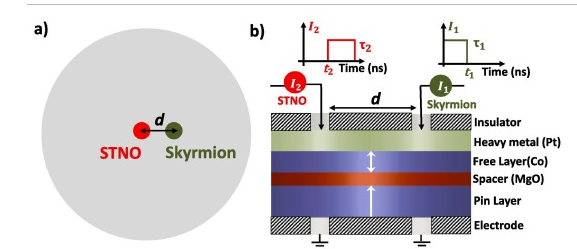 a)
d
STNO Skyrmion
b)
I2
τ2
t2 Time (ns)
I1
τ1
t1 Time (ns)
I2
STNO
d
I1
Skyrmion
Insulator
Heavy metal (Pt)
Free Layer(Co)
Spacer (MgO)
Pin Layer
Electrode